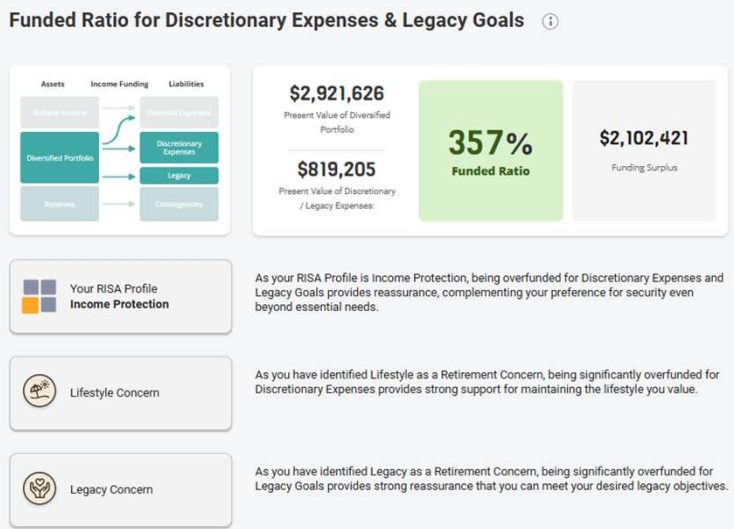 Funded Ratio for Discretionary Expenses & Legacy Goals
Assets Income Funding Liabilities
Reliable Income Essential Expenses
Diversified Portfolio
Discretionary
Expenses
Legacy
Reserves Contingencies
$2,921,626
Present Value of Diversified
Portfolio
$819,205
Present Value of Discretionary
/ Legacy Expenses:
357%
Funded Ratio
$2,102,421
Funding Surplus
Your RISA Profile
Income Protection
As your RISA Profile is Income Protection, being overfunded for Discretionary Expenses and
Legacy Goals provides reassurance, complementing your preference for security even
beyond essential needs.
Lifestyle Concern
As you have identified Lifestyle as a Retirement Concern, being significantly overfunded for
Discretionary Expenses provides strong support for maintaining the lifestyle you value.
Legacy Concern
As you have identified Legacy as a Retirement Concern, being significantly overfunded for
Legacy Goals provides strong reassurance that you can meet your desired legacy objectives.